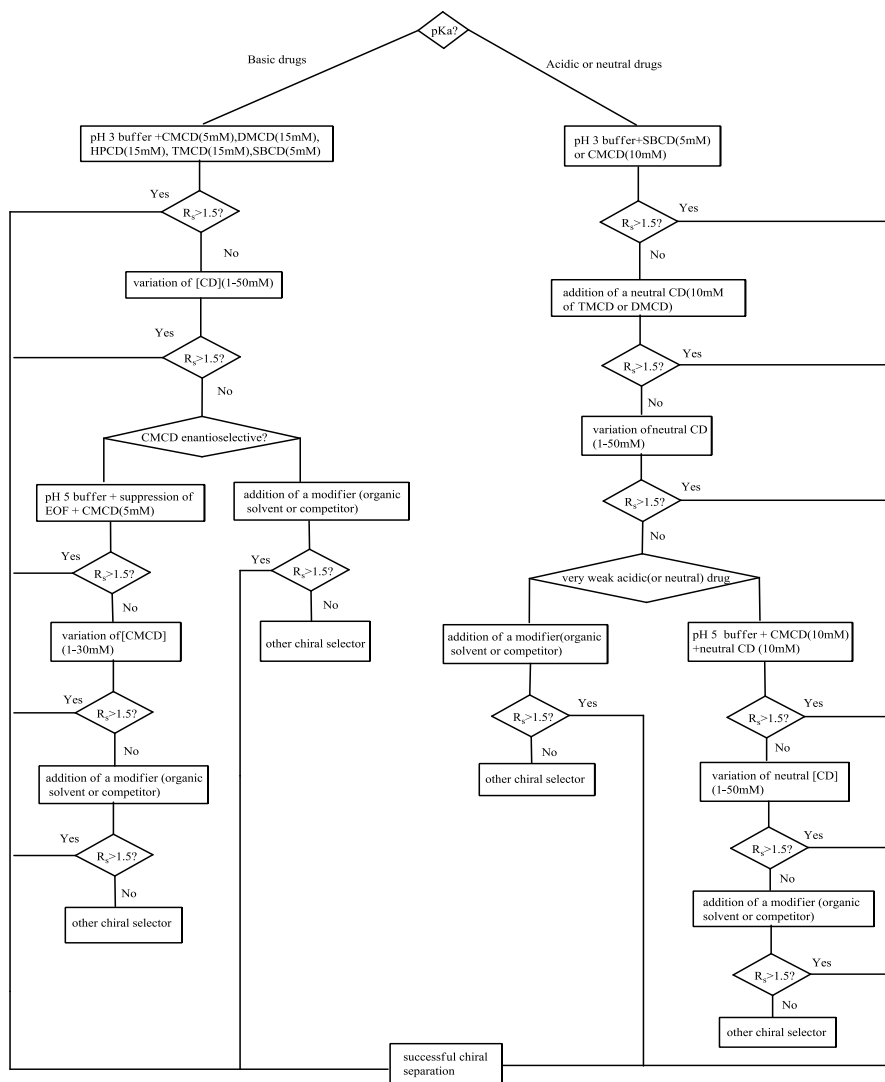 pKa?
Basic drugs
Acidic or neutral drugs
pH 3 buffer +CMCD(5mM),DMCD(15mM),
HPCD(15mM), TMCD(15mM),SBCD(5mM)
Yes
Rs>1.5?
No
variation of [CD](1-50mM)
Yes
Rs>1.5?
No
CMCD enantioselective?
pH 5 buffer + suppression of
EOF + CMCD(5mM)
Yes
Rs>1.5?
No
variation of[CMCD]
(1-30mM)
Yes
Rs>1.5?
No
addition of a modifier (organic
solvent or competitor)
Yes
Rs>1.5?
No
other chiral selector
addition of a modifier (organic
solvent or competitor)
Yes
Rs>1.5?
No
other chiral selector
pH 3 buffer+SBCD(5mM)
or CMCD(10mM)
Yes
Rs>1.5?
No
addition of a neutral CD(10mM
of TMCD or DMCD)
Yes
Rs>1.5?
No
variation of neutral CD
(1-50mM)
Rs>1.5?
Yes
No
very weak acidic(or neutral) drug
addition of a modifier(organic
solvent or competitor)
Yes
Rs>1.5?
No
other chiral selector
pH 5 buffer + CMCD(10mM)
+neutral CD (10mM)
Yes
Rs>1.5?
No
variation of neutral [CD]
(1-50mM)
Yes
Rs>1.5?
No
addition of a modifier (organic
solvent or competitor)
Yes
Rs>1.5?
No
other chiral selector
successful chiral
separation